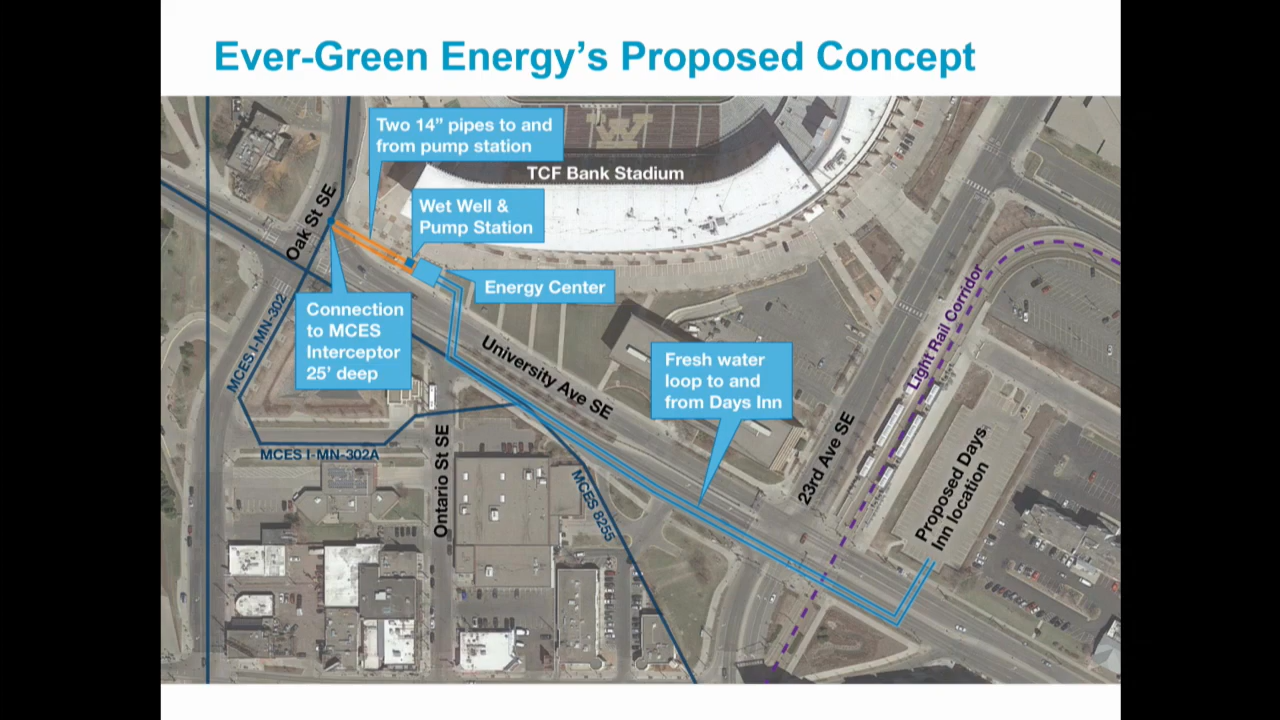 Ever-Green Energy’s Proposed Concept
Two 14” pipes to and
from pump station
TCF Bank Stadium
Wet Well &
Pump Station
Oak St SE
Energy Center
Connection
to MCES
Interceptor
25’ deep
MCES I-MN-302
University Ave SE
Fresh water
loop to and
from Days Inn
Light Rail Corridor
MCES I-MN-302A
Ontario St SE
MCES 8255
23rd Ave SE
Proposed Days
Inn location